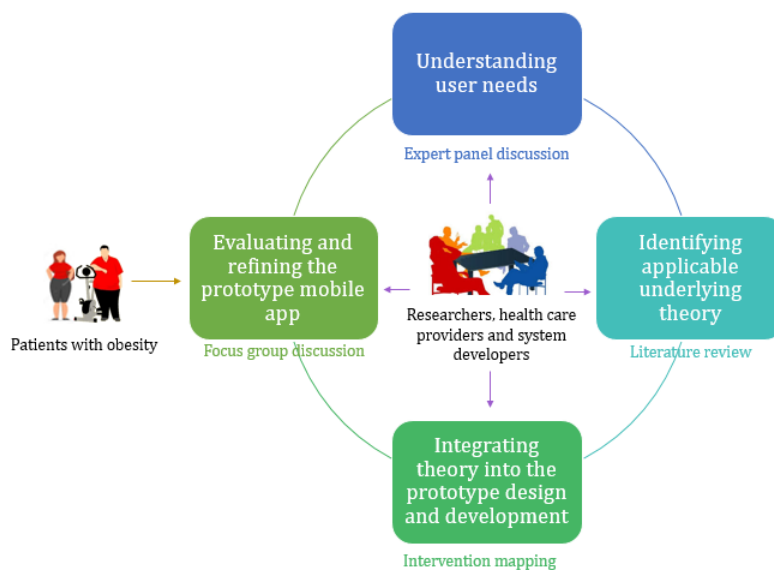 Understanding
user needs
Expert panel discussion
Evaluating and
refining the
prototype mobile
app
Focus group discussion
Patients with obesity
Researchers, health care
providers and system
developers
Identifying
applicable
underlying
theory
Literature review
Integrating
theory into the
prototype design
and development
Intervention mapping